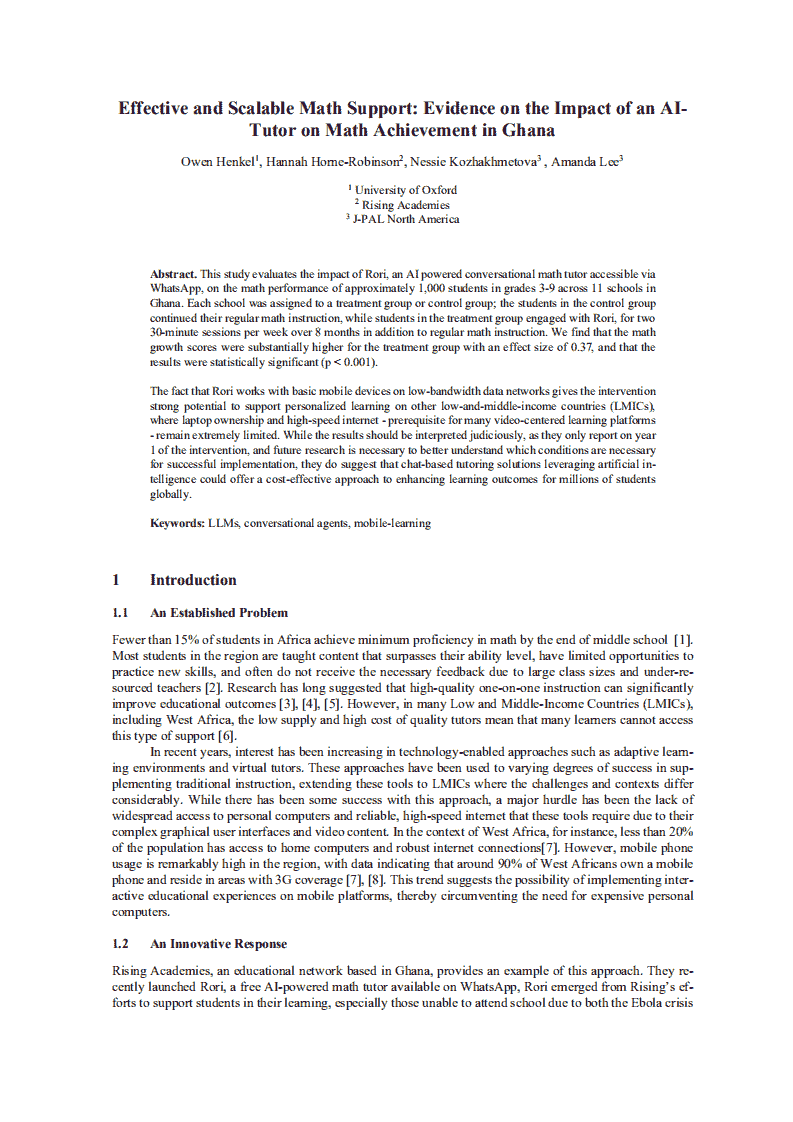 Effective and Scalable Math Support: Evidence on the Impact of an AI-
Tutor on Math Achievement in Ghana
Owen Henkel1, Hannah Horne-Robinson2, Nessie Kozhakhmetova3 , Amanda Lee3
1 University of Oxford
2 Rising Academies
3 J-PAL North America
Abstract. This study evaluates the impact of Rori, an AI powered conversational math tutor accessible via
WhatsApp, on the math performance of approximately 1,000 students in grades 3-9 across 11 schools in
Ghana. Each school was assigned to a treatment group or control group; the students in the control group
continued their regular math instruction, while students in the treatment group engaged with Rori, for two
30-minute sessions per week over 8 months in addition to regular math instruction. We find that the math
growth scores were substantially higher for the treatment group with an effect size of 0.37, and that the
results were statistically significant (p < 0.001).
The fact that Rori works with basic mobile devices on low-bandwidth data networks gives the intervention
strong potential to support personalized learning on other low-and-middle-income countries (LMICs),
where laptop ownership and high-speed internet - prerequisite for many video-centered learning platforms
- remain extremely limited. While the results should be interpreted judiciously, as they only report on year
1 of the intervention, and future research is necessary to better understand which conditions are necessary
for successful implementation, they do suggest that chat-based tutoring solutions leveraging artificial in-
telligence could offer a cost-effective approach to enhancing learning outcomes for millions of students
globally.
Keywords: LLMs, conversational agents, mobile-learning
1 Introduction
1.1 An Established Problem
Fewer than 15% of students in Africa achieve minimum proficiency in math by the end of middle school [1].
Most students in the region are taught content that surpasses their ability level, have limited opportunities to
practice new skills, and often do not receive the necessary feedback due to large class sizes and under-re-
sourced teachers [2]. Research has long suggested that high-quality one-on-one instruction can significantly
improve educational outcomes [3], [4], [5]. However, in many Low and Middle-Income Countries (LMICs),
including West Africa, the low supply and high cost of quality tutors mean that many learners cannot access
this type of support [6].
In recent years, interest has been increasing in technology-enabled approaches such as adaptive learn-
ing environments and virtual tutors. These approaches have been used to varying degrees of success in sup-
plementing traditional instruction, extending these tools to LMICs where the challenges and contexts differ
considerably. While there has been some success with this approach, a major hurdle has been the lack of
widespread access to personal computers and reliable, high-speed internet that these tools require due to their
complex graphical user interfaces and video content. In the context of West Africa, for instance, less than 20%
of the population has access to home computers and robust internet connections[7]. However, mobile phone
usage is remarkably high in the region, with data indicating that around 90% of West Africans own a mobile
phone and reside in areas with 3G coverage [7], [8]. This trend suggests the possibility of implementing inter-
active educational experiences on mobile platforms, thereby circumventing the need for expensive personal
computers.
1.2 An Innovative Response
Rising Academies, an educational network based in Ghana, provides an example of this approach. They re-
cently launched Rori, a free AI-powered math tutor available on WhatsApp, Rori emerged from Rising's ef-
forts to support students in their learning, especially those unable to attend school due to both the Ebola crisis